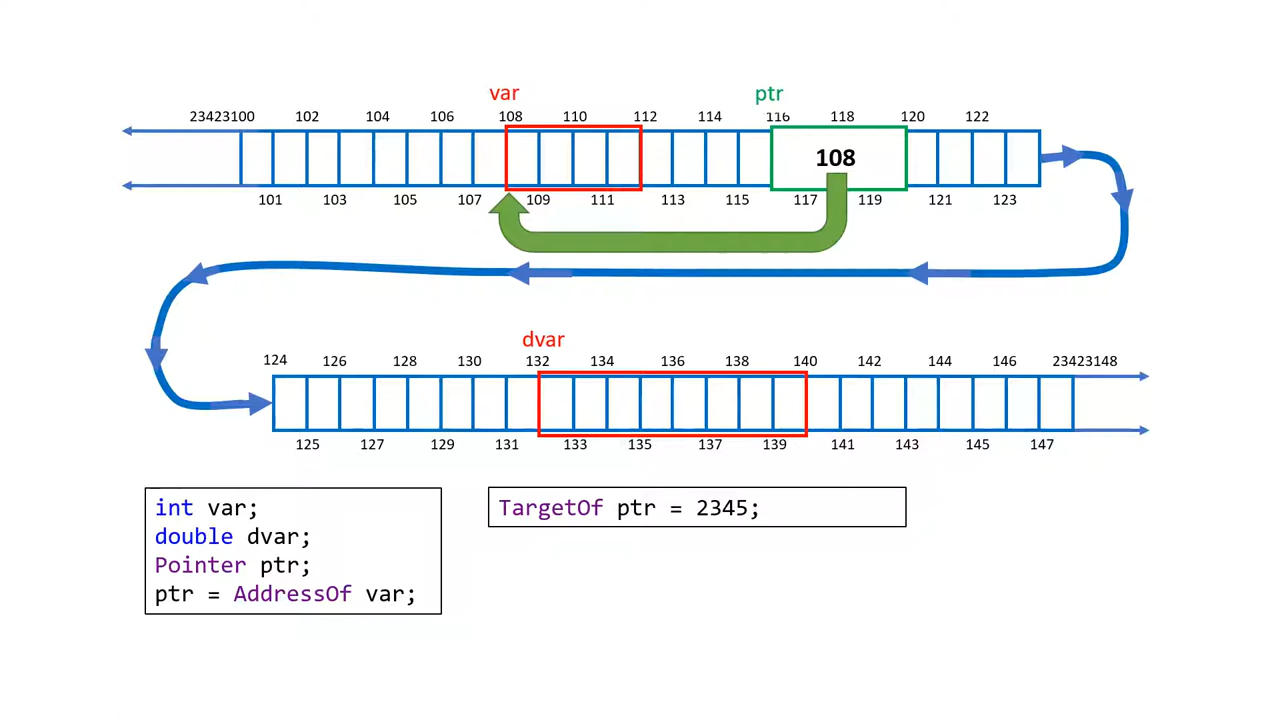 var ptr
23423100 102 104 106 108 110 112 114 116 118 120 122
108
101 103 105 107 109 111 113 115 117 119 121 123
dvar
124 126 128 130 132 134 136 138 140 142 144 146 23423148
125 127 129 131 133 135 137 139 141 143 145 147
int var;
double dvar;
Pointer ptr;
ptr = AddressOf var;
TargetOf ptr = 2345;